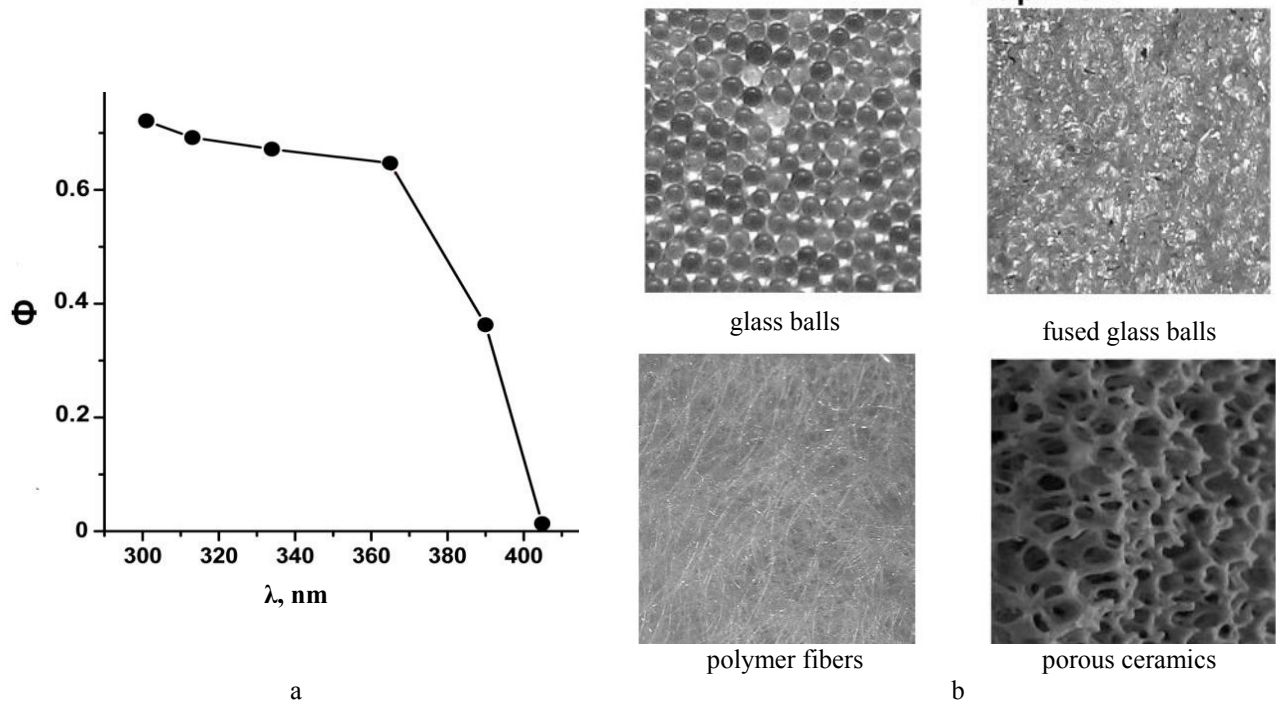 0.6
0.4
0.2
0
Φ
300 320 340 360 380 400
λ, nm
a
glass balls
fused glass balls
polymer fibers
porous ceramics
b